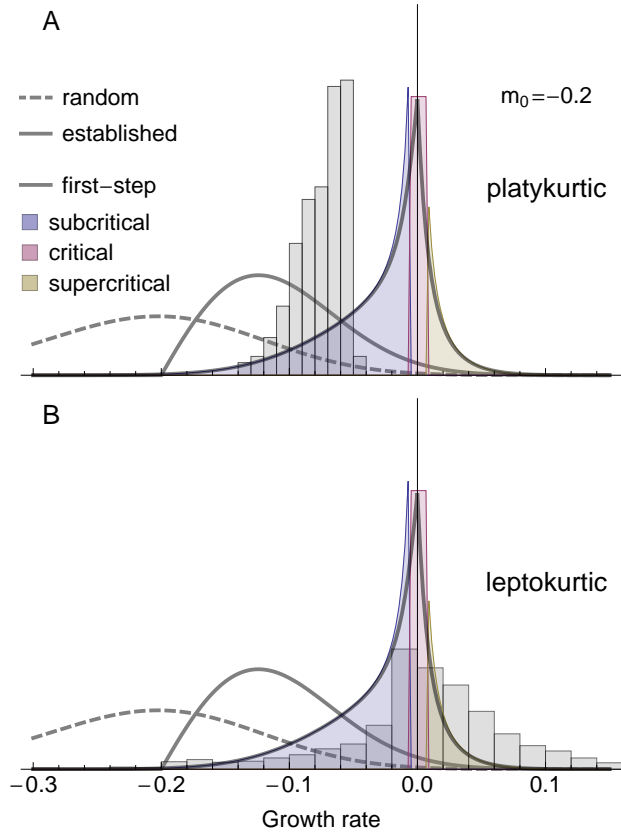 A
random
established
first−step
subcritical
critical
supercritical
m₀=−0.2
platykurtic
B
leptokurtic
−0.3 −0.2 −0.1 0.0 0.1
Growth rate